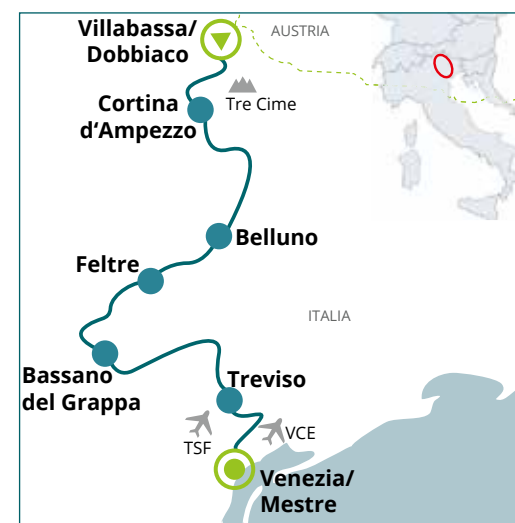 Villabassa/
Dobbiaco
AUSTRIA
Tre Cime
Cortina
d‘Ampezzo
Belluno
Feltre
ITALIA
Bassano
del Grappa
Treviso
TSF
VCE
Venezia/
Mestre